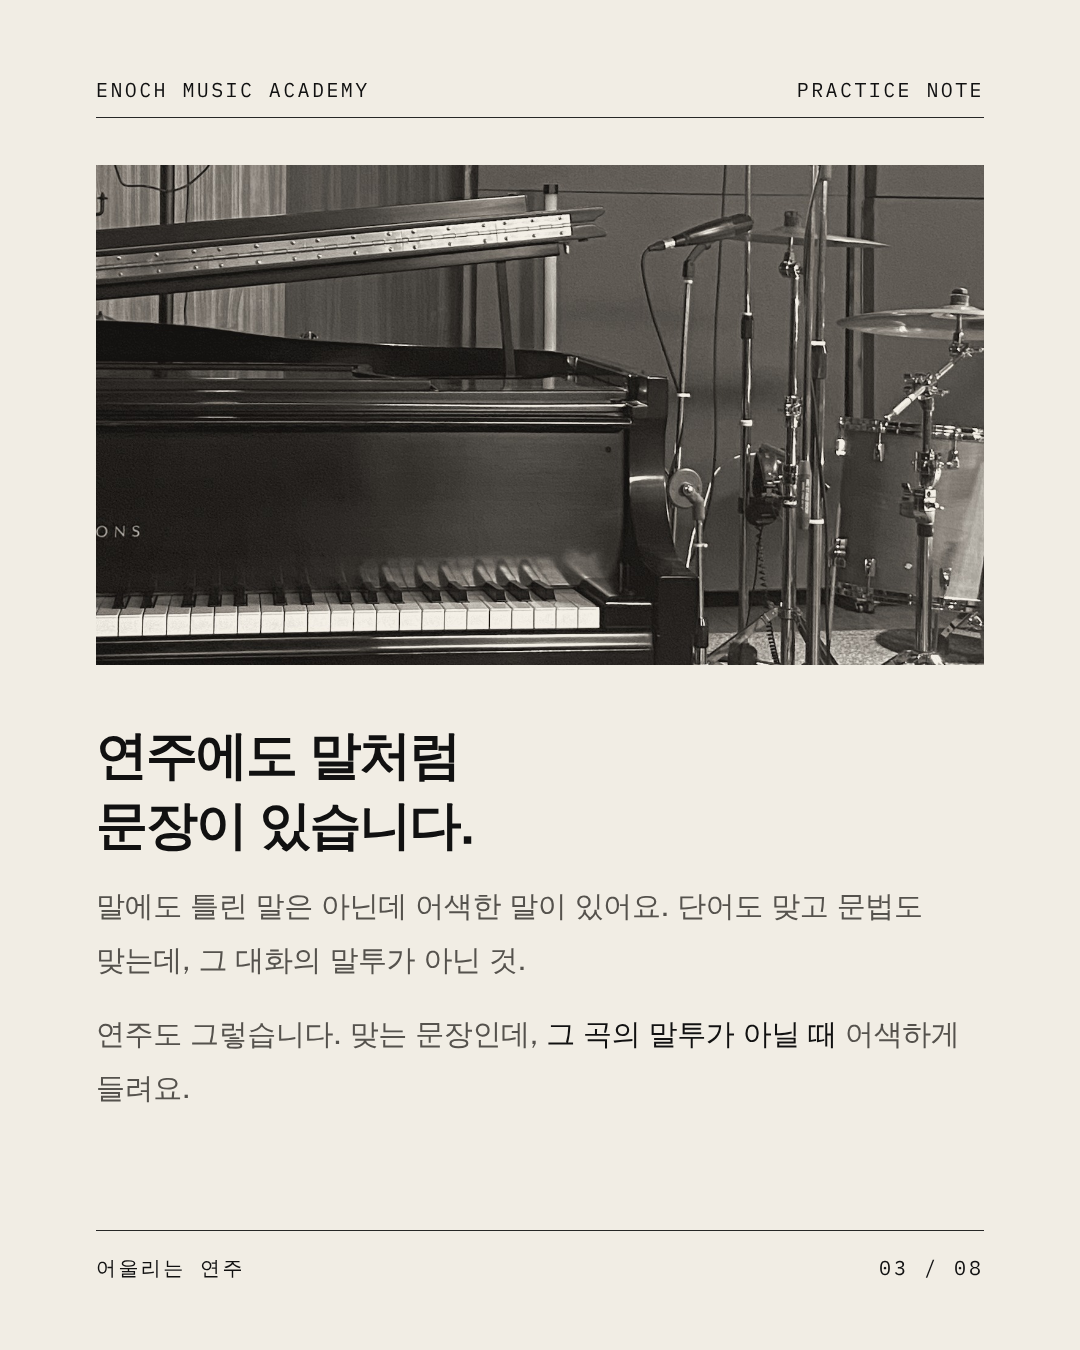 ENOCH MUSIC ACADEMY
PRACTICE NOTE
ONS
연주에도 말처럼
문장이 있습니다.
말에도 틀린 말은 아닌데 어색한 말이 있어요. 단어도 맞고 문법도
맞는데, 그 대화의 말투가 아닌 것.
연주도 그렇습니다. 맞는 문장인데, 그 곡의 말투가 아닐 때 어색하게
들려요.
어울리는 연주
03 / 08